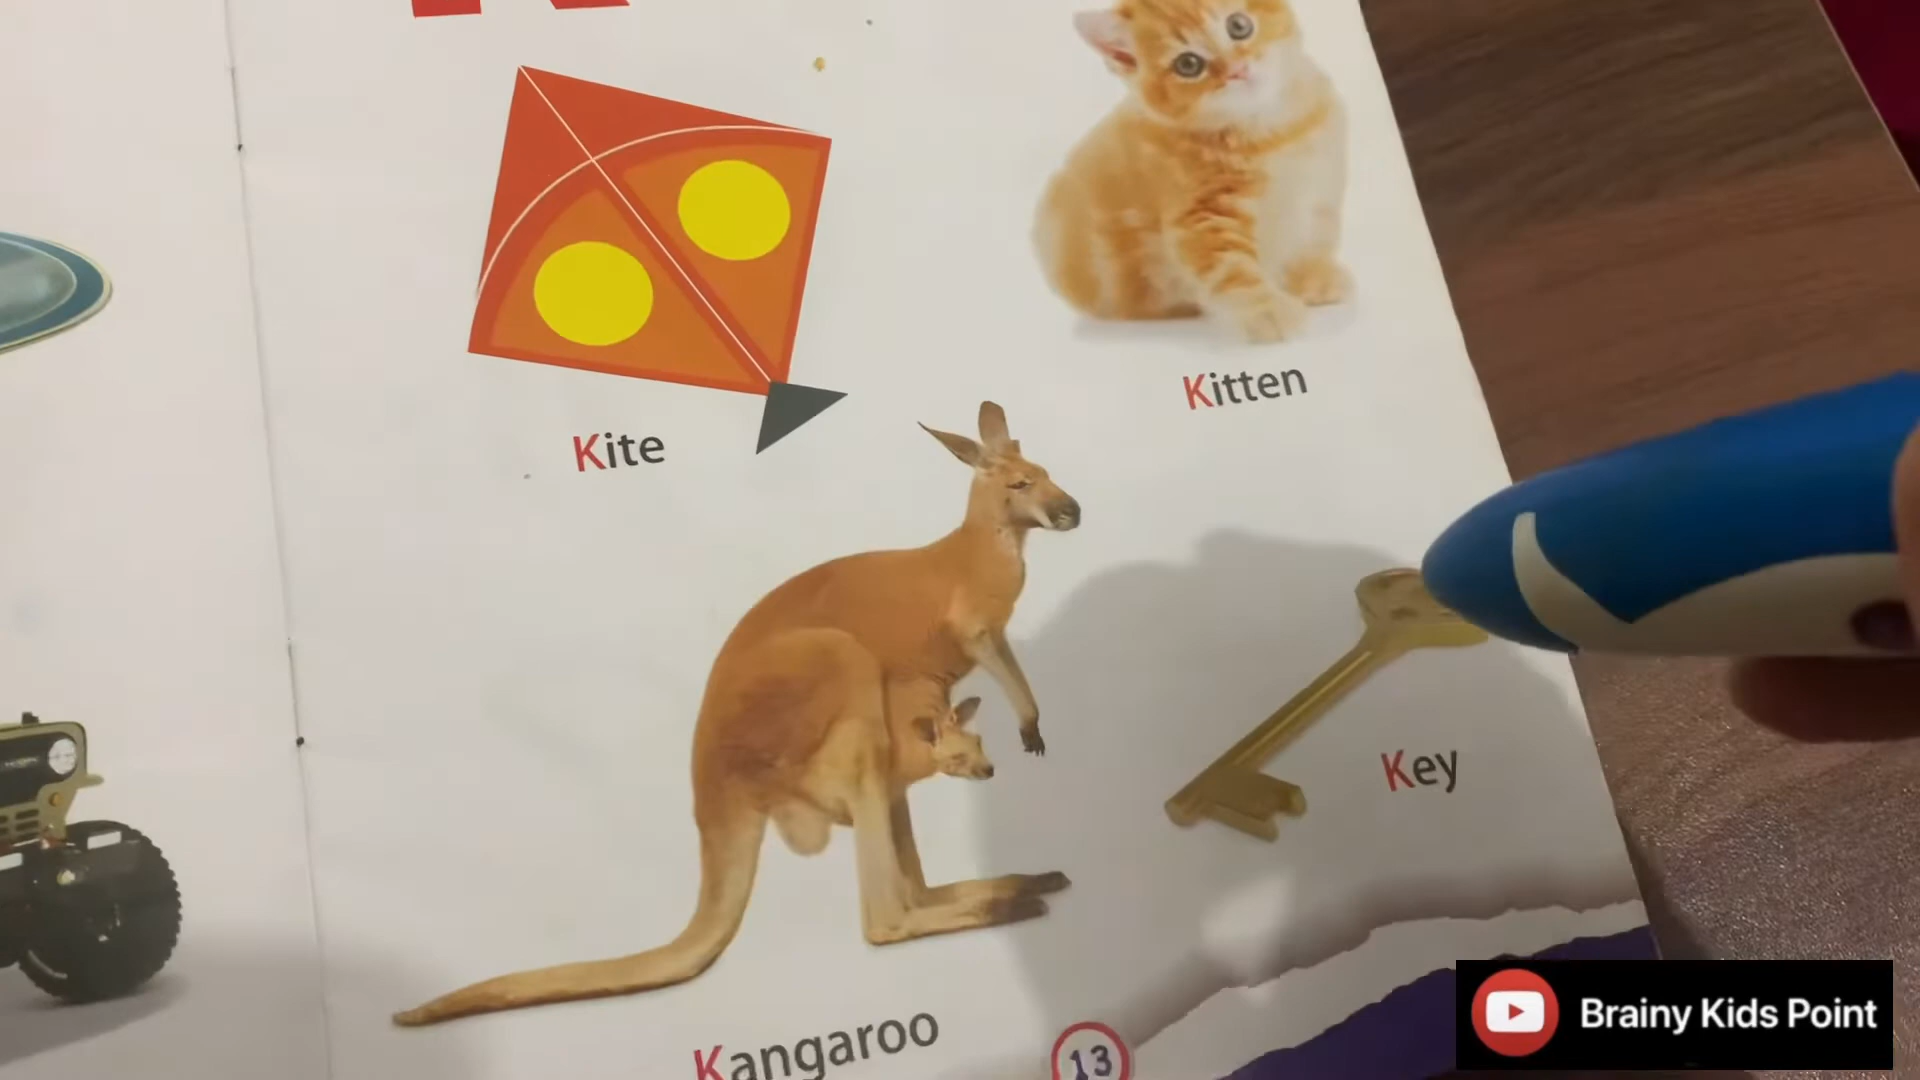 Kite
Kitten
Key
Kangaroo
13
Brainy Kids Point